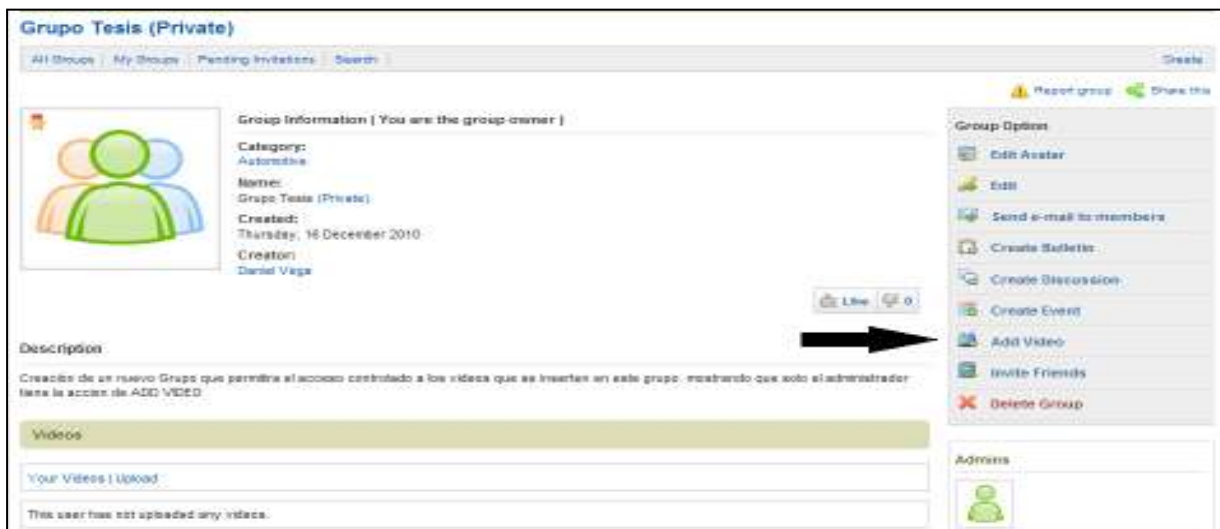 Grupo Tesis (Private)
All Groups My Groups Pending Invitations Search Create
Report group Share this
Group Information ( You are the group owner )
Category:
Automotive
Name:
Grupo Tesis (Private)
Created:
Thursday, 16 December 2010
Creator:
Daniel Vega
Like 0
Description
Creación de un nuevo Grupo que permitira el acceso controlado a los videos que se inserten en este grupo, mostrando que solo el administrador
tiene la accion de ADD VIDEO
Videos
Your Videos | Upload
This user has not uploaded any videos.
Group Option
Edit Avatar
Edit
Send e-mail to members
Create Bulletin
Create Discussion
Create Event
Add Video
Invite Friends
Delete Group
Admins